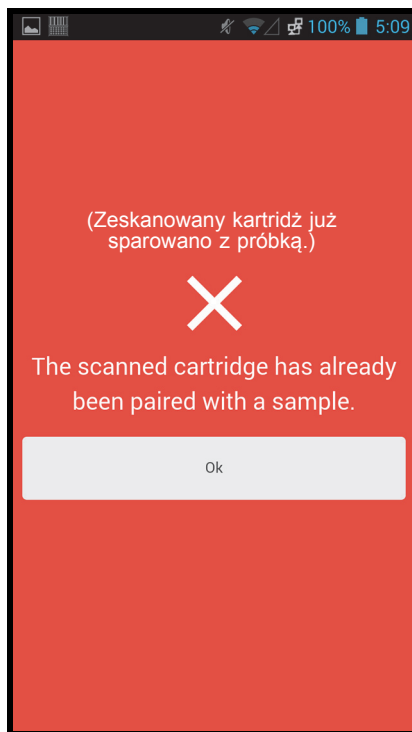 100% 5:09
(Zeskanowany kartridż już
sparowano z próbką.)
The scanned cartridge has already
been paired with a sample.
Ok